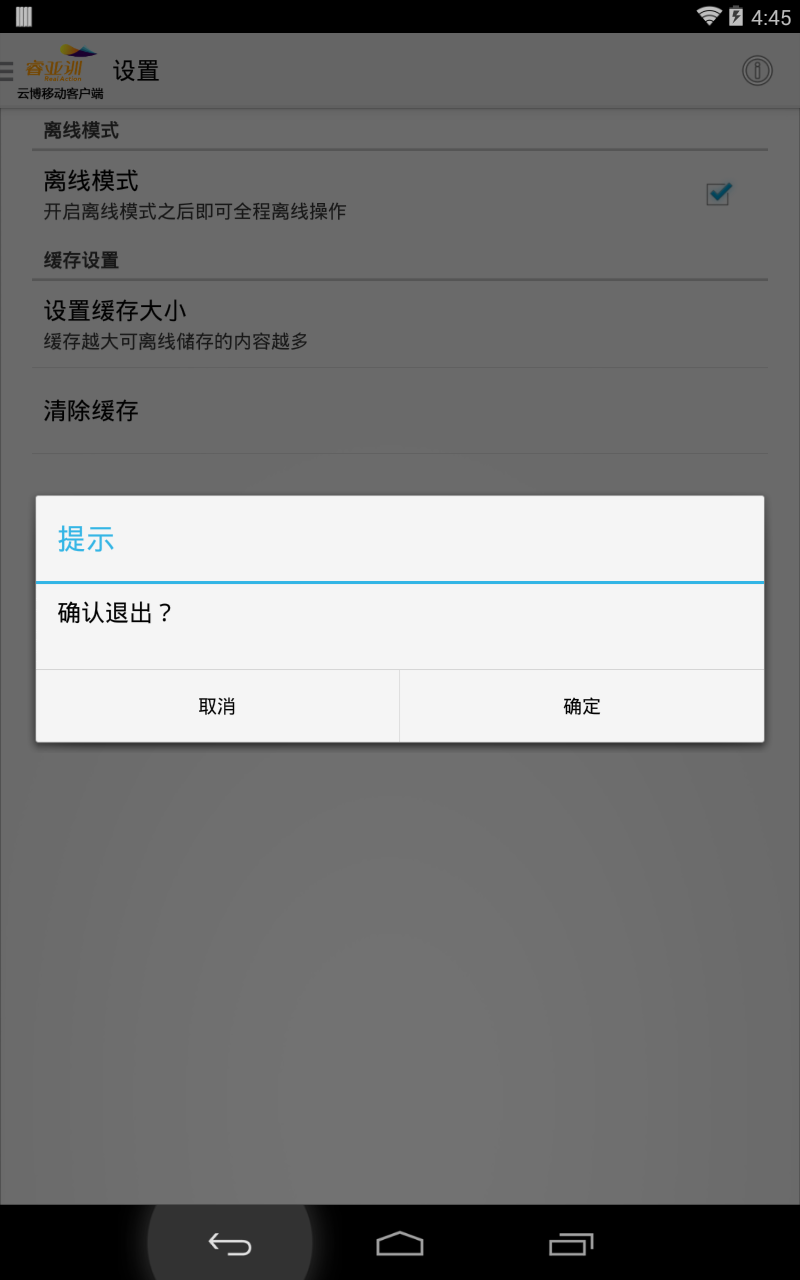 4:45
睿亚训
RealAction
云博移动客户端
设置
离线模式
离线模式
开启离线模式之后即可全程离线操作
缓存设置
设置缓存大小
缓存越大可离线储存的内容越多
清除缓存
提示
确认退出？
取消
确定